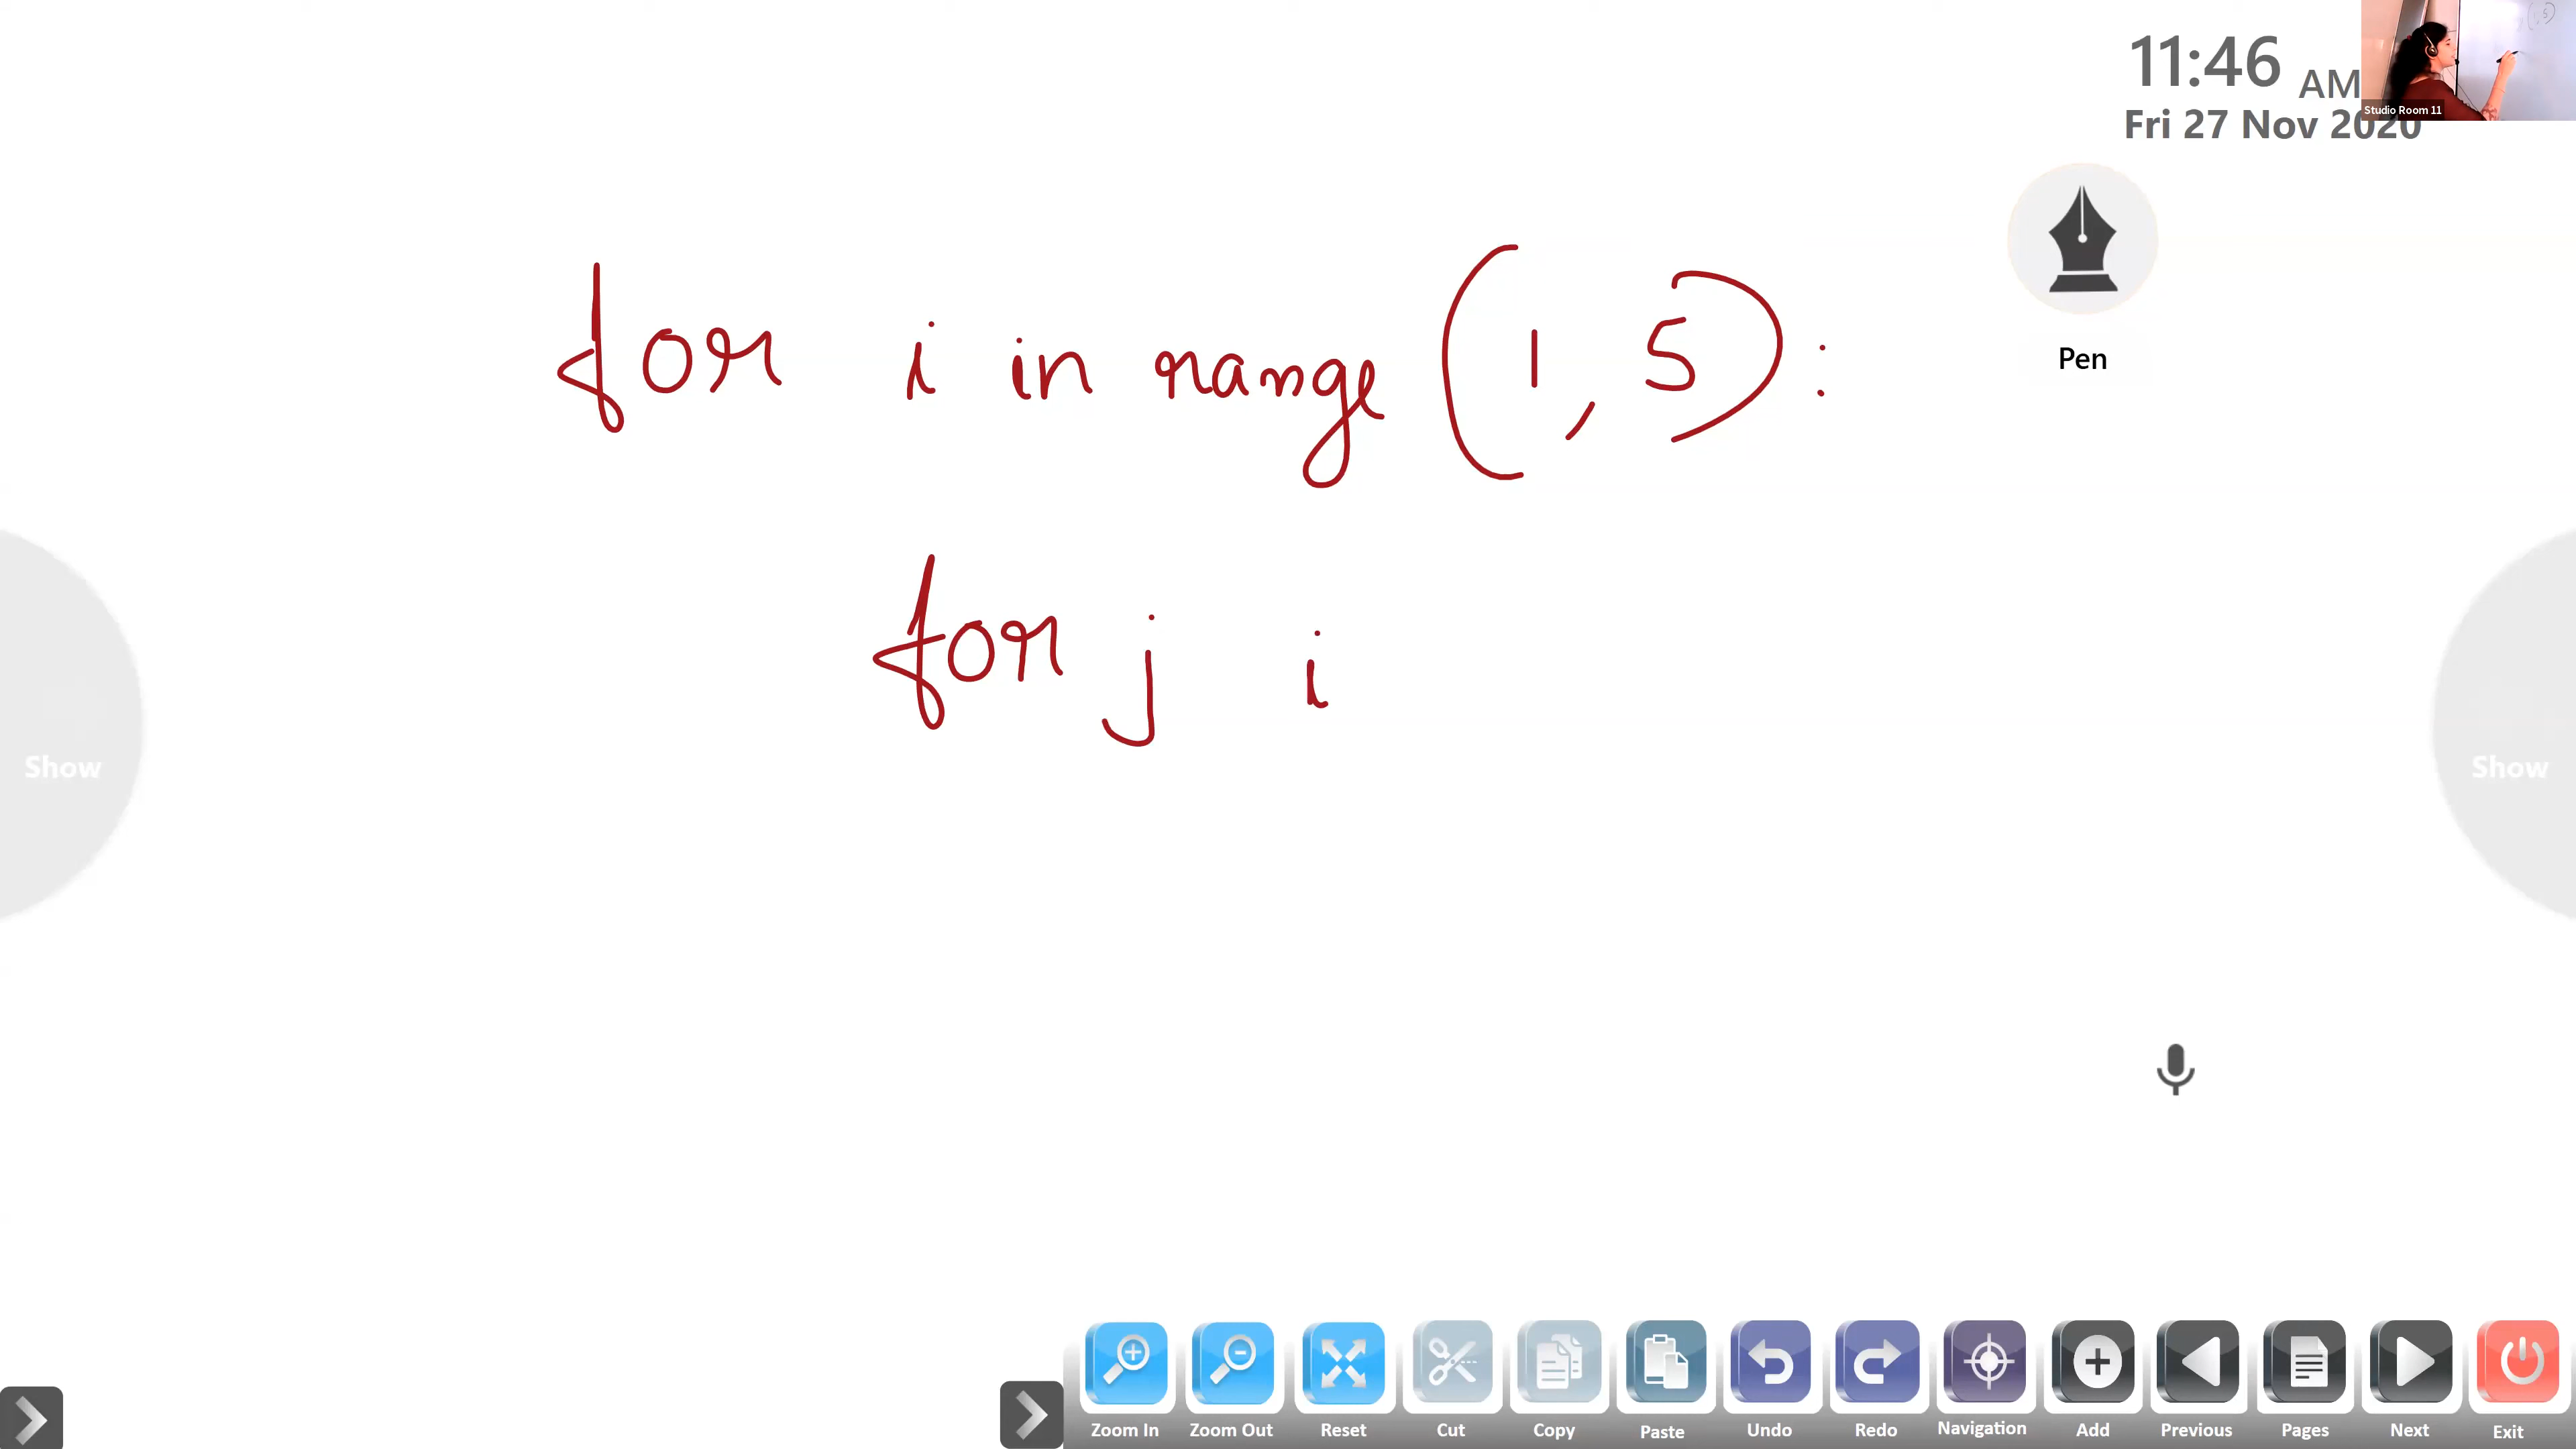 11:46 AM
Fri 27 Nov 2020
Studio Room 11
Pen
for i in range (1, 5):
for j i
Show
Show
Zoom In
Zoom Out
Reset
Cut
Copy
Paste
Undo
Redo
Navigation
Add
Previous
Pages
Next
Exit